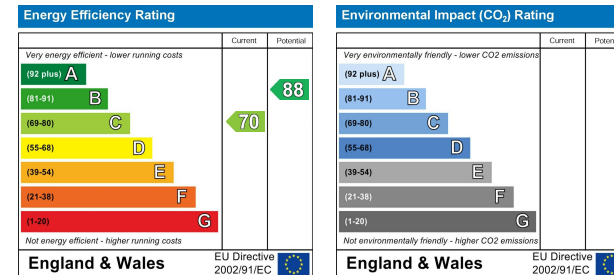 Energy Efficiency Rating
Current Potential
Very energy efficient - lower running costs
(92 plus) A
(81-91) B
88
(69-80) C
70
(55-68) D
(39-54) E
(21-38) F
(1-20) G
Not energy efficient - higher running costs
England & Wales
EU Directive
2002/91/EC
Environmental Impact (CO₂) Rating
Current Poten
Very environmentally friendly - lower CO2 emissions
(92 plus) A
(81-91) B
(69-80) C
(55-68) D
(39-54) E
(21-38) F
(1-20) G
Not environmentally friendly - higher CO2 emissions
England & Wales
EU Directive
2002/91/EC